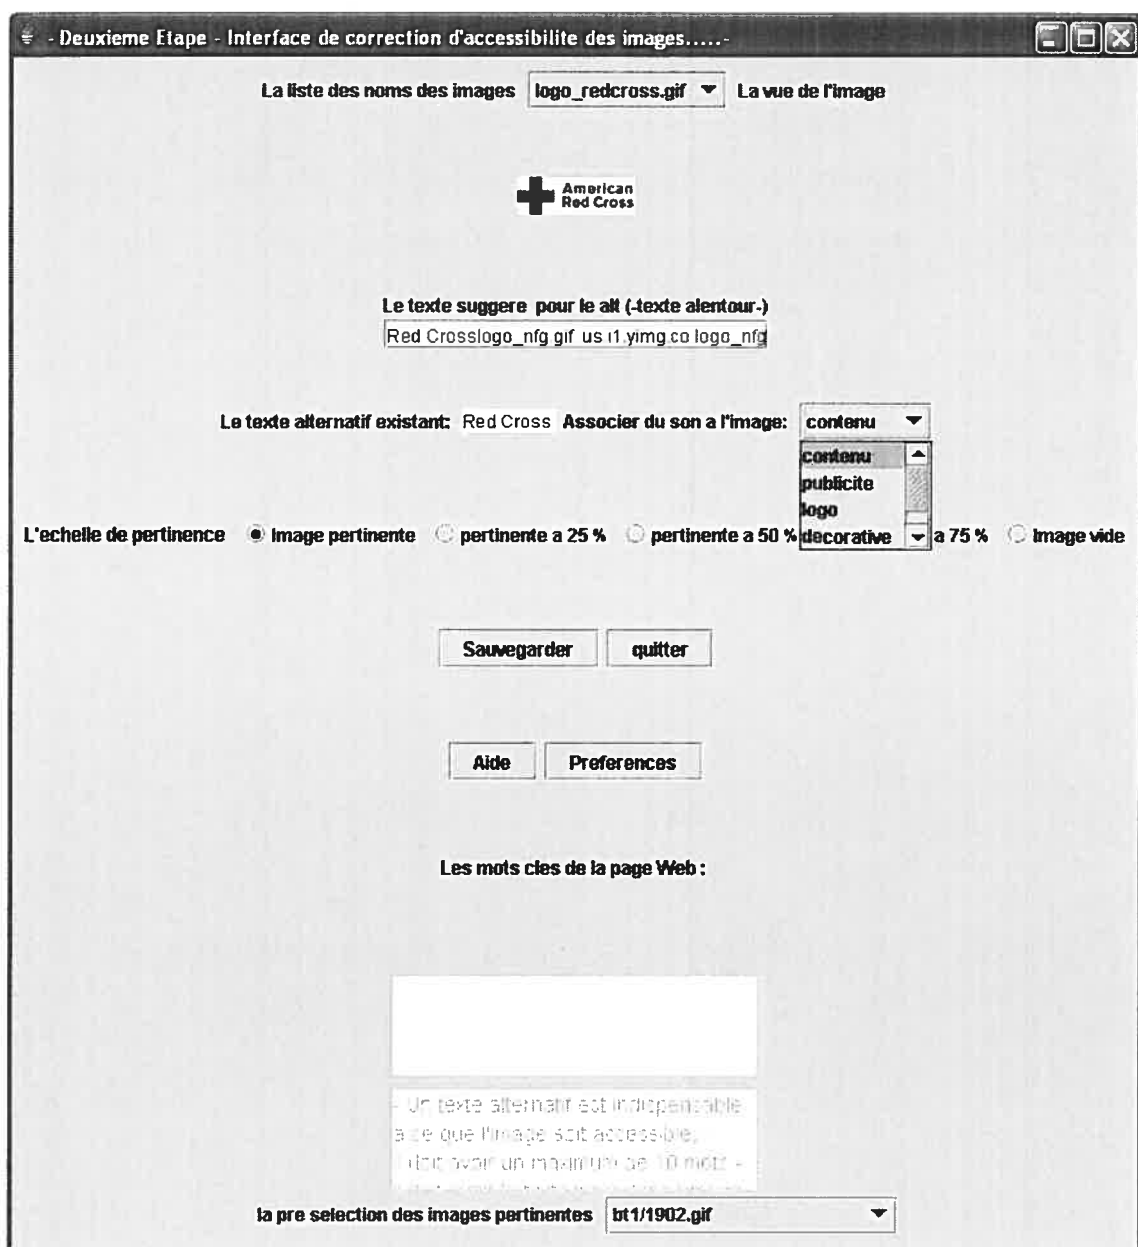 - Deuxieme Etape - Interface de correction d'accessibilite des images.....-
La liste des noms des images logo_redcross.gif La vue de l'image
American
Red Cross
Le texte suggere pour le alt (-texte alentour-)
Red Crosslogo_nfg gif us i1.yimg.co logo_nfg
Le texte alternatif existant: Red Cross Associer du son a l'image: contenu
contenu
publicite
logo
L'echelle de pertinence Image pertinente pertinente a 25 % pertinente a 50 % decorative a 75 % Image vide
Sauvegarder quitter
Aide Preferences
Les mots cles de la page Web :
- Un texte alternatif est indispensable
a ce que l'image soit accessible,
doit avoir un maximum de 10 mots -
la pre selection des images pertinentes bt1/1902.gif